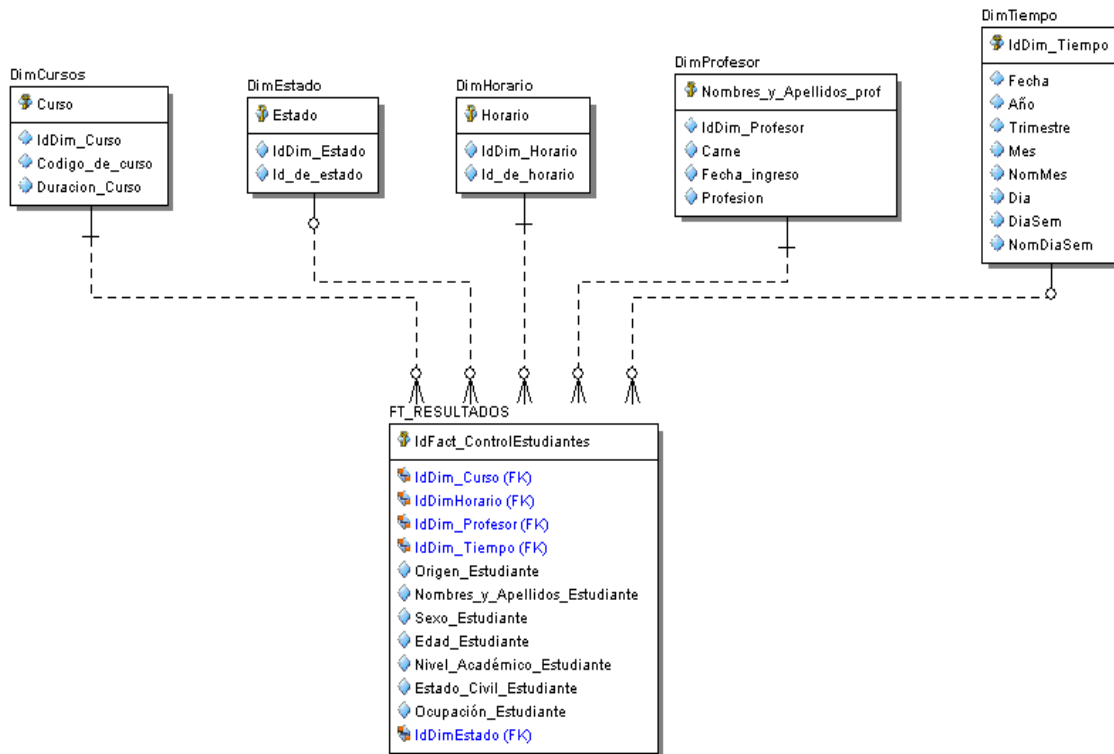 DimCursos
Curso
IdDim_Curso
Codigo_de_curso
Duracion_Curso
DimEstado
Estado
IdDim_Estado
Id_de_estado
DimHorario
Horario
IdDim_Horario
Id_de_horario
DimProfesor
Nombres_y_Apellidos_prof
IdDim_Profesor
Carne
Fecha_ingreso
Profesion
DimTiempo
IdDim_Tiempo
Fecha
Año
Trimestre
Mes
NomMes
Dia
DiaSem
NomDiaSem
FT_RESULTADOS
IdFact_ControlEstudiantes
IdDim_Curso (FK)
IdDimHorario (FK)
IdDim_Profesor (FK)
IdDim_Tiempo (FK)
Origen_Estudiante
Nombres_y_Apellidos_Estudiante
Sexo_Estudiante
Edad_Estudiante
Nivel_Académico_Estudiante
Estado_Civil_Estudiante
Ocupación_Estudiante
IdDimEstado (FK)